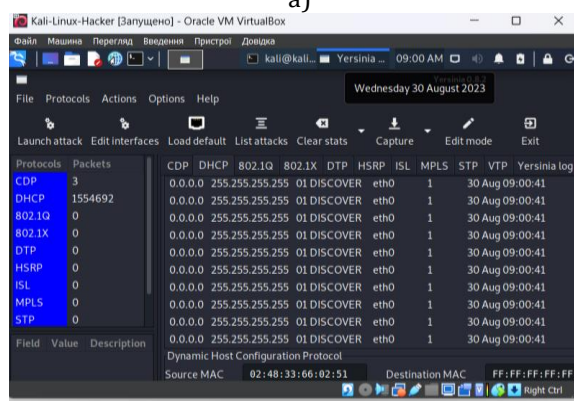 а)
Kali-Linux-Hacker [Запущено] - Oracle VM VirtualBox
Файл Машина Перегляд Введення Пристрої Довідка
kali@kali... Yersinia ... 09:00 AM
Yersinia 0.8.2
Wednesday 30 August 2023
File Protocols Actions Options Help
Launch attack Edit interfaces Load default List attacks Clear stats Capture Edit mode Exit
Protocols Packets
CDP 3
DHCP 1554692
802.1Q 0
802.1X 0
DTP 0
HSRP 0
ISL 0
MPLS 0
STP 0
Field Value Description
CDP DHCP 802.1Q 802.1X DTP HSRP ISL MPLS STP VTP Yersinia log
0.0.0.0 255.255.255.255 01 DISCOVER eth0 1 30 Aug 09:00:41
0.0.0.0 255.255.255.255 01 DISCOVER eth0 1 30 Aug 09:00:41
0.0.0.0 255.255.255.255 01 DISCOVER eth0 1 30 Aug 09:00:41
0.0.0.0 255.255.255.255 01 DISCOVER eth0 1 30 Aug 09:00:41
0.0.0.0 255.255.255.255 01 DISCOVER eth0 1 30 Aug 09:00:41
0.0.0.0 255.255.255.255 01 DISCOVER eth0 1 30 Aug 09:00:41
0.0.0.0 255.255.255.255 01 DISCOVER eth0 1 30 Aug 09:00:41
0.0.0.0 255.255.255.255 01 DISCOVER eth0 1 30 Aug 09:00:41
0.0.0.0 255.255.255.255 01 DISCOVER eth0 1 30 Aug 09:00:41
0.0.0.0 255.255.255.255 01 DISCOVER eth0 1 30 Aug 09:00:41
Dynamic Host Configuration Protocol
Source MAC 02:48:33:66:02:51 Destination MAC FF:FF:FF:FF:FF
Right Ctrl